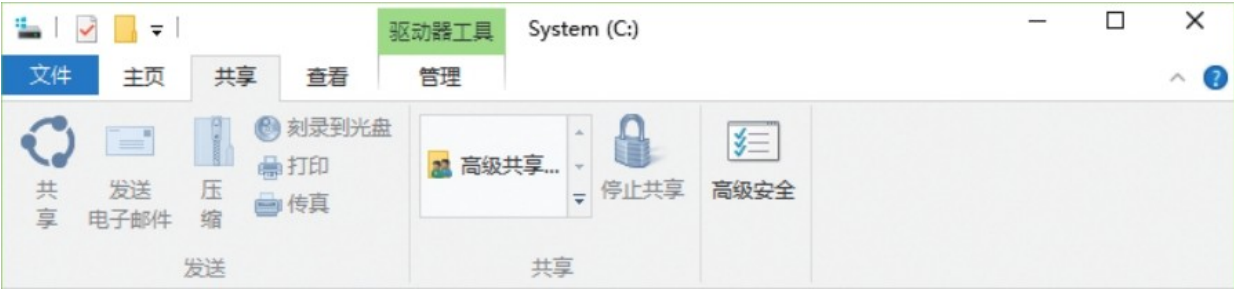 驱动器工具
System (C:)
文件
主页
共享
查看
管理
共享
发送
电子邮件
压缩
刻录到光盘
打印
传真
高级共享...
停止共享
高级安全
发送
共享